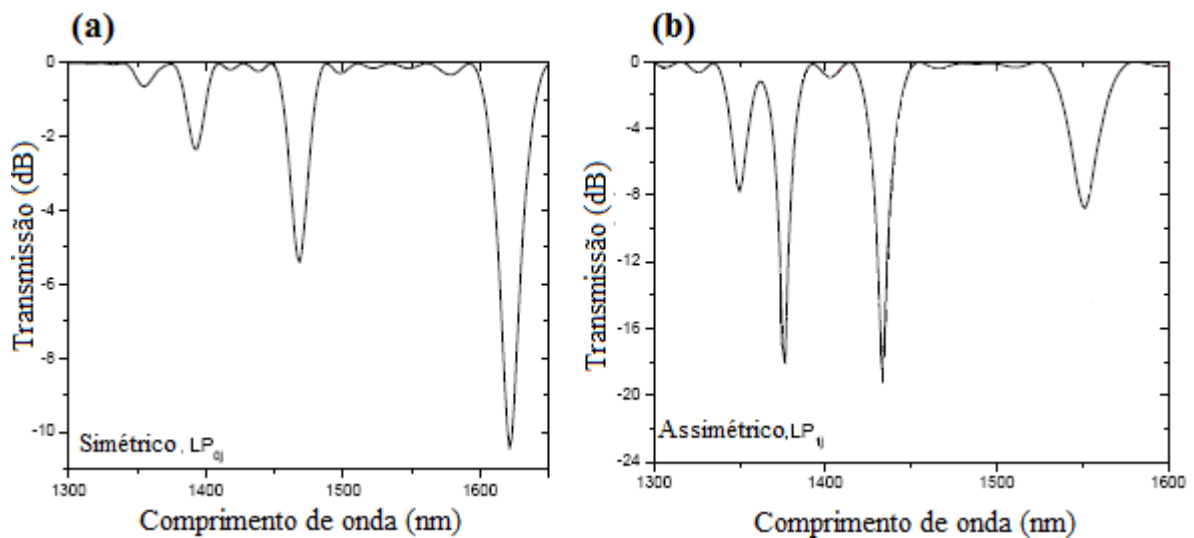 (a)
0
-2
-4
-6
-8
-10
Transmissão (dB)
Simétrico , LP0j
1300
1400
1500
1600
Comprimento de onda (nm)
(b)
0
-4
-8
-12
-16
-20
-24
Transmissão (dB)
Assimétrico,LP1j
1300
1400
1500
1600
Comprimento de onda (nm)